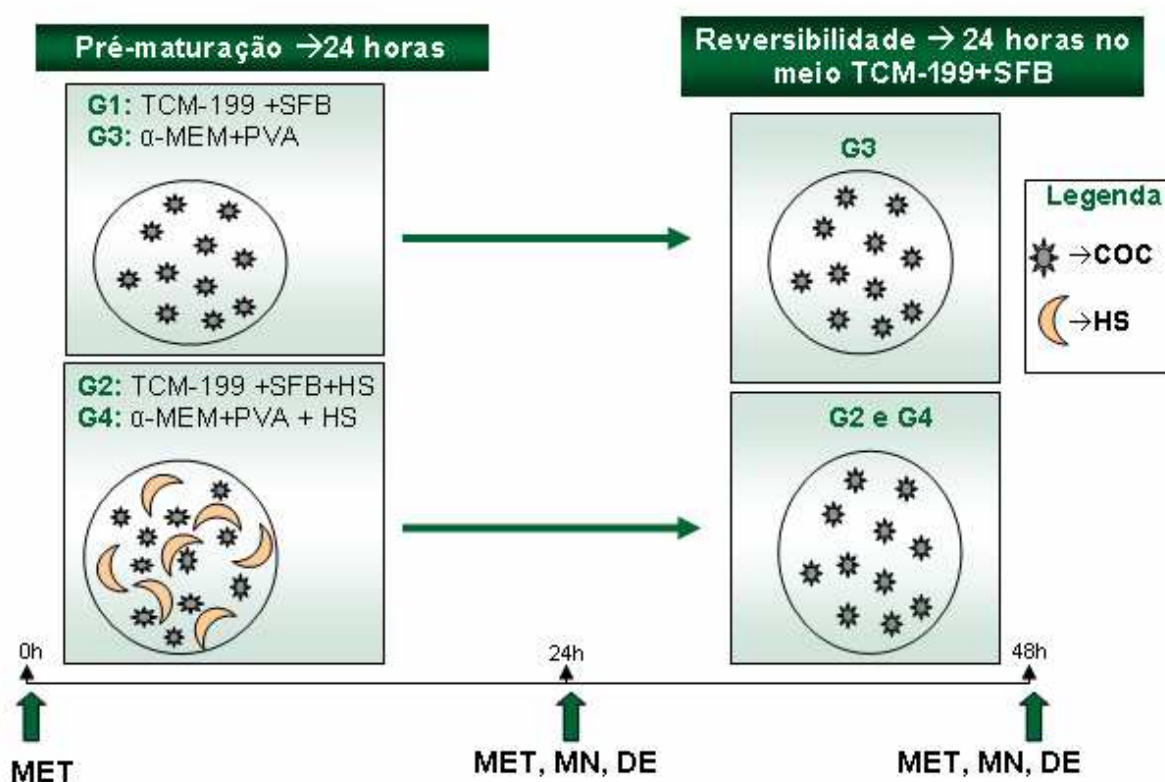 Pré-maturação →24 horas
G1: TCM-199 +SFB
G3: α-MEM+PVA
G2: TCM-199 +SFB+HS
G4: α-MEM+PVA + HS
Reversibilidade → 24 horas no
meio TCM-199+SFB
G3
G2 e G4
Legenda
→COC
→HS
0h
24h
48h
MET
MET, MN, DE
MET, MN, DE